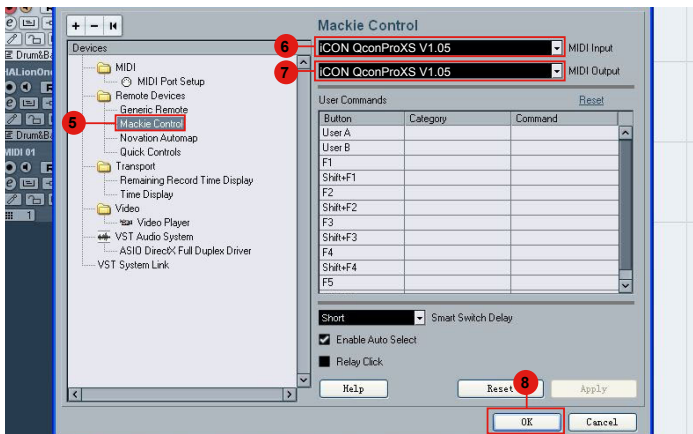 + - Mackie Control
Devices
6 iCON QconProXS V1.05 MIDI Input
7 iCON QconProXS V1.05 MIDI Output
MIDI
MIDI Port Setup
Remote Devices
Generic Remote
5 Mackie Control
Novation Automap
Quick Controls
Transport
Remaining Record Time Display
Time Display
Video
Video Player
VST Audio System
ASIO DirectX Full Duplex Driver
VST System Link
User Commands Reset
Button Category Command
User A
User B
F1
Shift+F1
F2
Shift+F2
F3
Shift+F3
F4
Shift+F4
F5
Short Smart Switch Delay
Enable Auto Select
Relay Click
Help Reset Apply
8
OK Cancel
Drum&Ba
HALionOne
Drum&Ba
MIDI 01
1